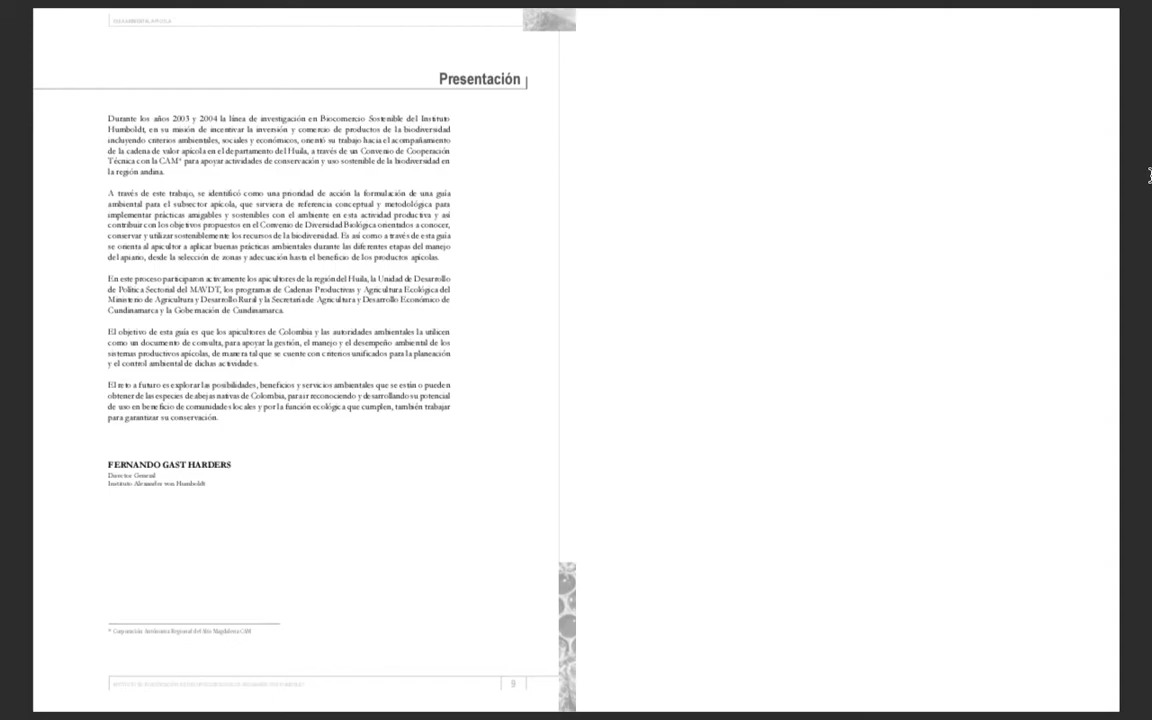 GUIA AMBIENTAL APICOLA
Presentación
Durante los años 2003 y 2004 la línea de investigación en Biocomercio Sostenible del Instituto
Humboldt, en su misión de incentivar la inversión y comercio de productos de la biodiversidad
incluyendo criterios ambientales, sociales y económicos, orientó su trabajo hacia el acompañamiento
de la cadena de valor apícola en el departamento del Huila, a través de un Convenio de Cooperación
Técnica con la CAM* para apoyar actividades de conservación y uso sostenible de la biodiversidad en
la región andina.
A través de este trabajo, se identificó como una prioridad de acción la formulación de una guía
ambiental para el subsector apícola, que sirviera de referencia conceptual y metodológica para
implementar prácticas amigables y sostenibles con el ambiente en esta actividad productiva y así
contribuir con los objetivos propuestos en el Convenio de Diversidad Biológica orientados a conocer,
conservar y utilizar sosteniblemente los recursos de la biodiversidad. Es así como a través de esta guía
se orienta al apicultor a aplicar buenas prácticas ambientales durante las diferentes etapas del manejo
del apiario, desde la selección de zonas y adecuación hasta el beneficio de los productos apícolas.
En este proceso participaron activamente los apicultores de la región del Huila, la Unidad de Desarrollo
de Política Sectorial del MAVDT, los programas de Cadenas Productivas y Agricultura Ecológica del
Ministerio de Agricultura y Desarrollo Rural y la Secretaría de Agricultura y Desarrollo Económico de
Cundinamarca y la Gobernación de Cundinamarca.
El objetivo de esta guía es que los apicultores de Colombia y las autoridades ambientales la utilicen
como un documento de consulta, para apoyar la gestión, el manejo y el desempeño ambiental de los
sistemas productivos apícolas, de manera tal que se cuente con criterios unificados para la planeación
y el control ambiental de dichas actividades.
El reto a futuro es explorar las posibilidades, beneficios y servicios ambientales que se están o pueden
obtener de las especies de abejas nativas de Colombia, para ir reconociendo y desarrollando su potencial
de uso en beneficio de comunidades locales y por la función ecológica que cumplen, también trabajar
para garantizar su conservación.
FERNANDO GAST HARDERS
Director General
Instituto Alexander von Humboldt
* Corporación Autónoma Regional del Alto Magdalena CAM